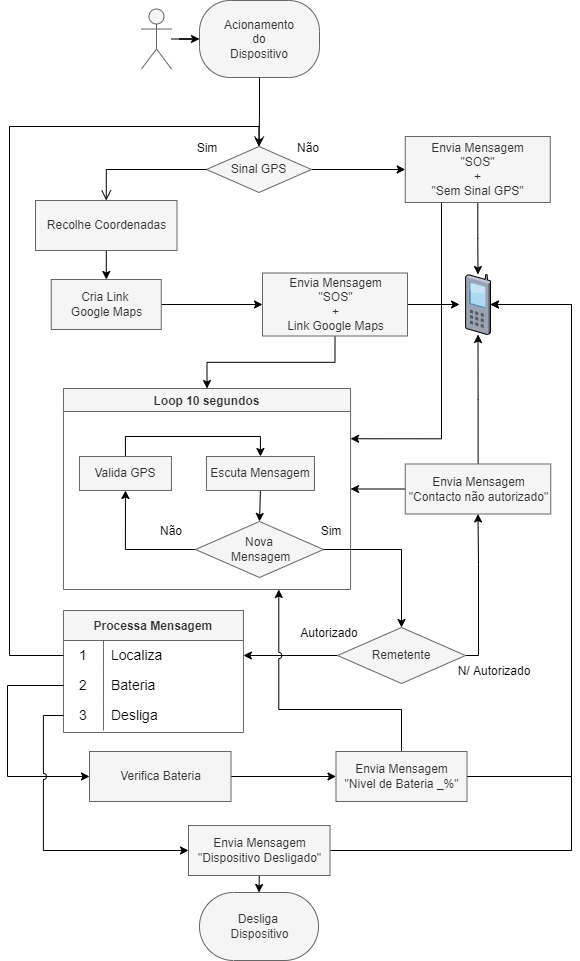 Acionamento
do
Dispositivo
Sim
Não
Sinal GPS
Envia Mensagem
"SOS"
+
"Sem Sinal GPS"
Recolhe Coordenadas
Cria Link
Google Maps
Envia Mensagem
"SOS"
+
Link Google Maps
Loop 10 segundos
Valida GPS
Escuta Mensagem
Envia Mensagem
"Contacto não autorizado"
Não
Sim
Nova
Mensagem
Processa Mensagem
Autorizado
Remetente
N/ Autorizado
1 Localiza
2 Bateria
3 Desliga
Verifica Bateria
Envia Mensagem
"Nivel de Bateria _%"
Envia Mensagem
"Dispositivo Desligado"
Desliga
Dispositivo